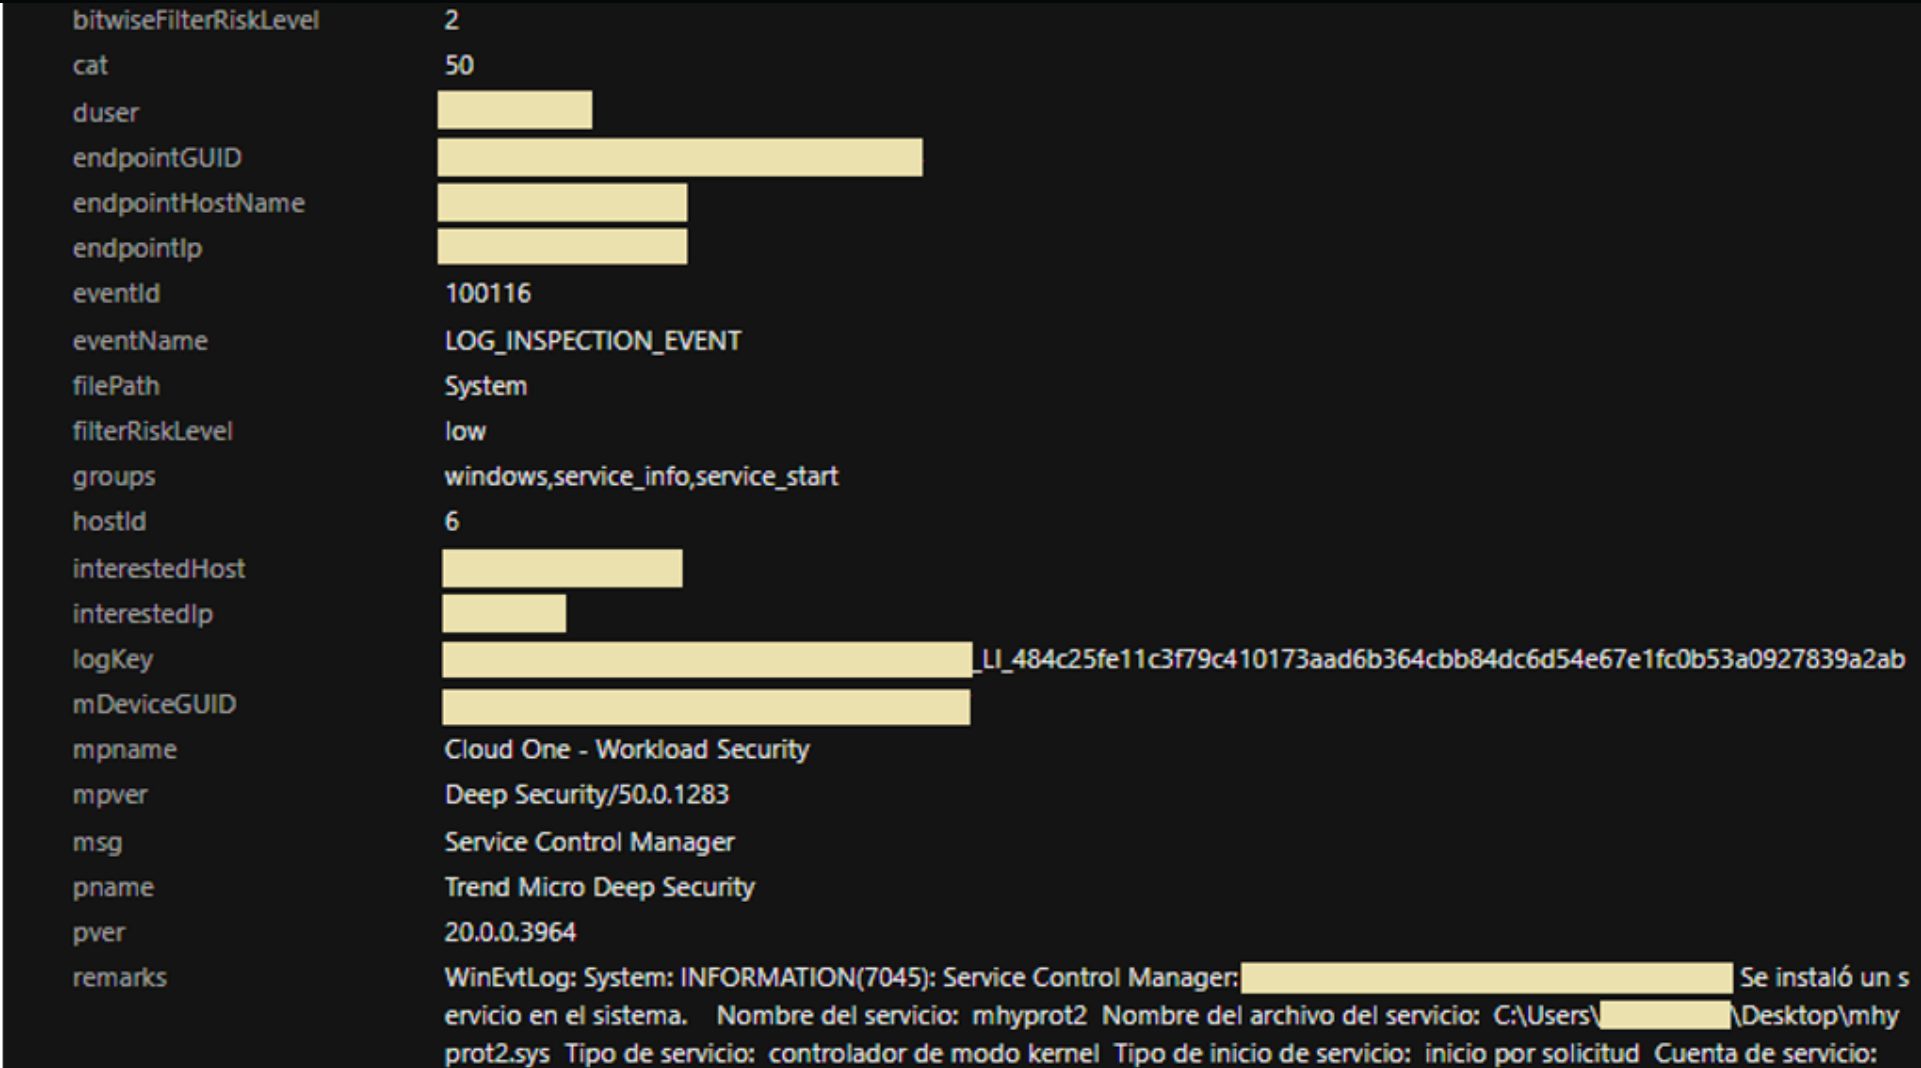 bitwiseFilterRiskLevel 2
cat 50
duser
endpointGUID
endpointHostName
endpointIp
eventId 100116
eventName LOG_INSPECTION_EVENT
filePath System
filterRiskLevel low
groups windows,service_info,service_start
hostId 6
interestedHost
interestedIp
logKey _LI_484c25fe11c3f79c410173aad6b364cbb84dc6d54e67e1fc0b53a0927839a2ab
mDeviceGUID
mpname Cloud One - Workload Security
mpver Deep Security/50.0.1283
msg Service Control Manager
pname Trend Micro Deep Security
pver 20.0.0.3964
remarks WinEvtLog: System: INFORMATION(7045): Service Control Manager: Se instaló un s
ervicio en el sistema. Nombre del servicio: mhyprot2 Nombre del archivo del servicio: C:\Users\ \Desktop\mhy
prot2.sys Tipo de servicio: controlador de modo kernel Tipo de inicio de servicio: inicio por solicitud Cuenta de servicio: